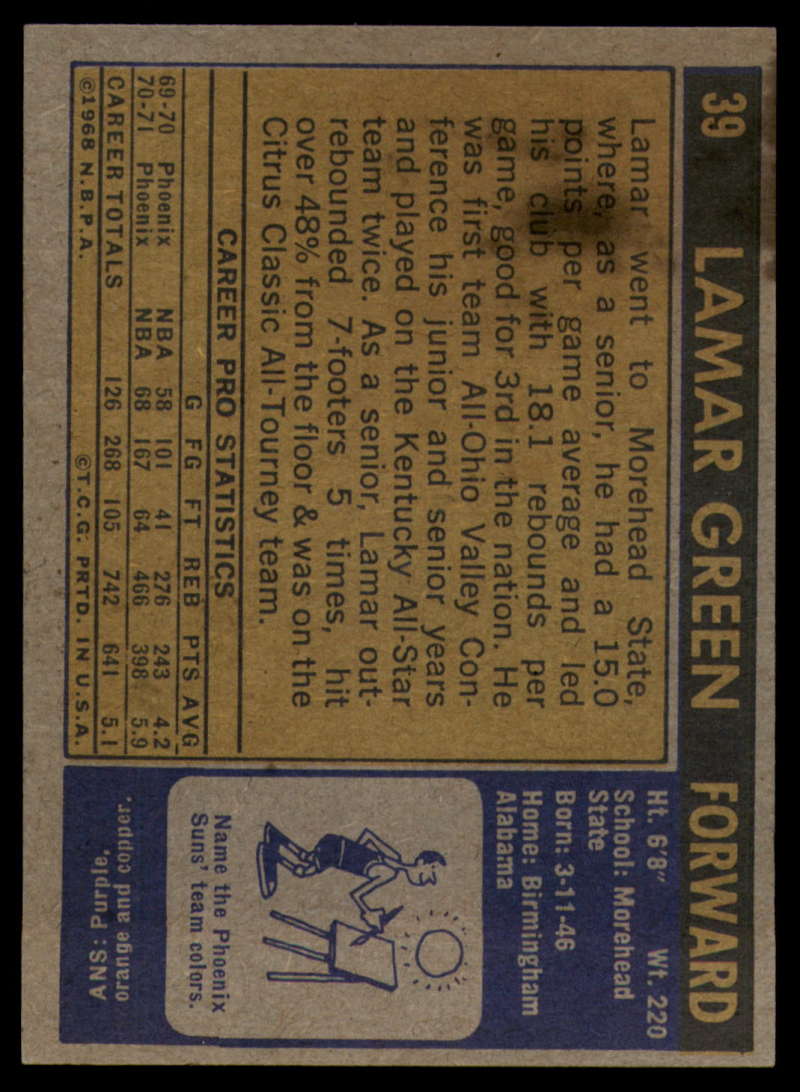 39 LAMAR GREEN FORWARD
Lamar went to Morehead State,
where, as a senior, he had a 15.0
points per game average and led
his club with 18.1 rebounds per
game, good for 3rd in the nation. He
was first team All-Ohio Valley Con-
ference his junior and senior years
and played on the Kentucky All-Star
team twice. As a senior, Lamar out-
rebounded 7-footers 5 times, hit
over 48% from the floor & was on the
Citrus Classic All-Tourney team.
CAREER PRO STATISTICS
G FG FT REB PTS AVG
69-70 Phoenix NBA 58 101 41 276 243 4.2
70-71 Phoenix NBA 68 167 64 466 398 5.9
CAREER TOTALS 126 268 105 742 641 5.1
©1968 N.B.P.A. ©T.C.G. PRTD. IN U.S.A.
Ht. 6'8" Wt. 220
School: Morehead
State
Born: 3-11-46
Home: Birmingham
Alabama
Name the Phoenix
Suns' team colors.
ANS: Purple,
orange and copper.